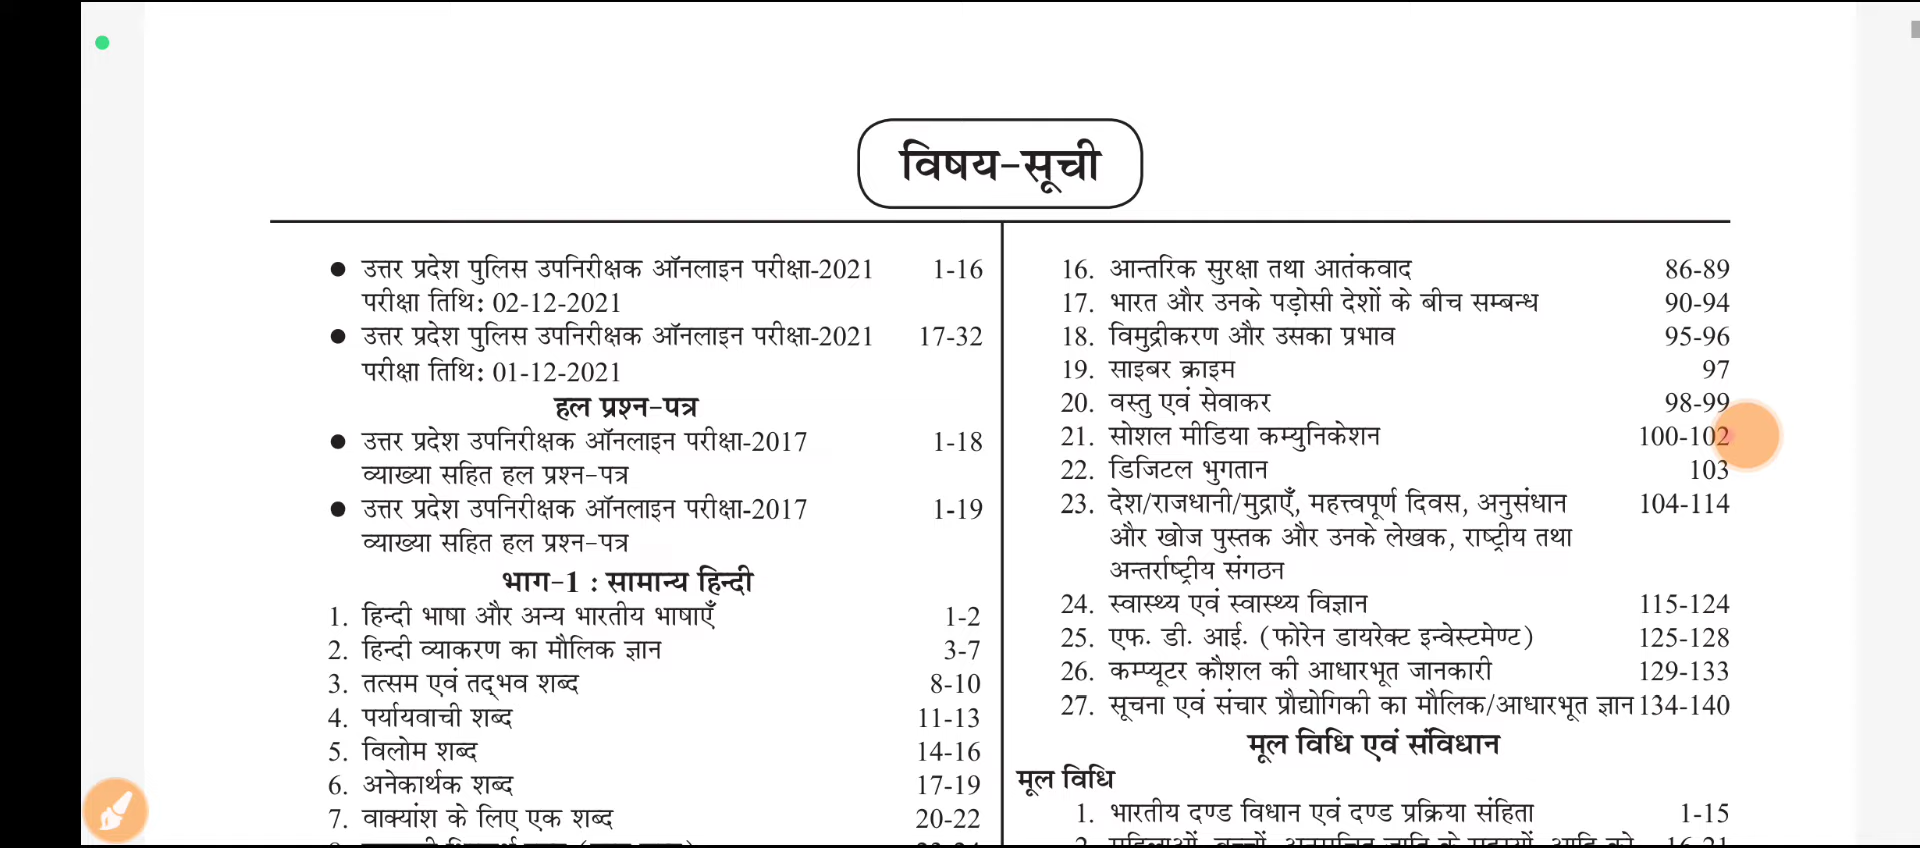 विषय-सूची
● उत्तर प्रदेश पुलिस उपनिरीक्षक ऑनलाइन परीक्षा-2021 1-16
परीक्षा तिथि: 02-12-2021
● उत्तर प्रदेश पुलिस उपनिरीक्षक ऑनलाइन परीक्षा-2021 17-32
परीक्षा तिथि: 01-12-2021
हल प्रश्न-पत्र
● उत्तर प्रदेश उपनिरीक्षक ऑनलाइन परीक्षा-2017 1-18
व्याख्या सहित हल प्रश्न-पत्र
● उत्तर प्रदेश उपनिरीक्षक ऑनलाइन परीक्षा-2017 1-19
व्याख्या सहित हल प्रश्न-पत्र
भाग-1 : सामान्य हिन्दी
1. हिन्दी भाषा और अन्य भारतीय भाषाएँ 1-2
2. हिन्दी व्याकरण का मौलिक ज्ञान 3-7
3. तत्सम एवं तद्भव शब्द 8-10
4. पर्यायवाची शब्द 11-13
5. विलोम शब्द 14-16
6. अनेकार्थक शब्द 17-19
7. वाक्यांश के लिए एक शब्द 20-22
16. आन्तरिक सुरक्षा तथा आतंकवाद 86-89
17. भारत और उनके पड़ोसी देशों के बीच सम्बन्ध 90-94
18. विमुद्रीकरण और उसका प्रभाव 95-96
19. साइबर क्राइम 97
20. वस्तु एवं सेवाकर 98-99
21. सोशल मीडिया कम्युनिकेशन 100-102
22. डिजिटल भुगतान 103
23. देश/राजधानी/मुद्राएँ, महत्त्वपूर्ण दिवस, अनुसंधान 104-114
और खोज पुस्तक और उनके लेखक, राष्ट्रीय तथा
अन्तर्राष्ट्रीय संगठन
24. स्वास्थ्य एवं स्वास्थ्य विज्ञान 115-124
25. एफ. डी. आई. (फोरेन डायरेक्ट इन्वेस्टमेण्ट) 125-128
26. कम्प्यूटर कौशल की आधारभूत जानकारी 129-133
27. सूचना एवं संचार प्रौद्योगिकी का मौलिक/आधारभूत ज्ञान 134-140
मूल विधि एवं संविधान
मूल विधि
1. भारतीय दण्ड विधान एवं दण्ड प्रक्रिया संहिता 1-15